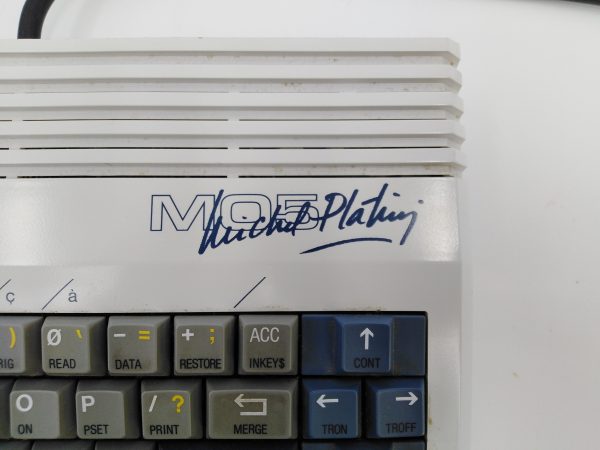 MO5
Michel Platini
ç à
) Ø ` - = + ; ACC ↑
RIG READ DATA RESTORE INKEY$ CONT
O P / ? ← ← →
ON PSET PRINT MERGE TRON TROFF